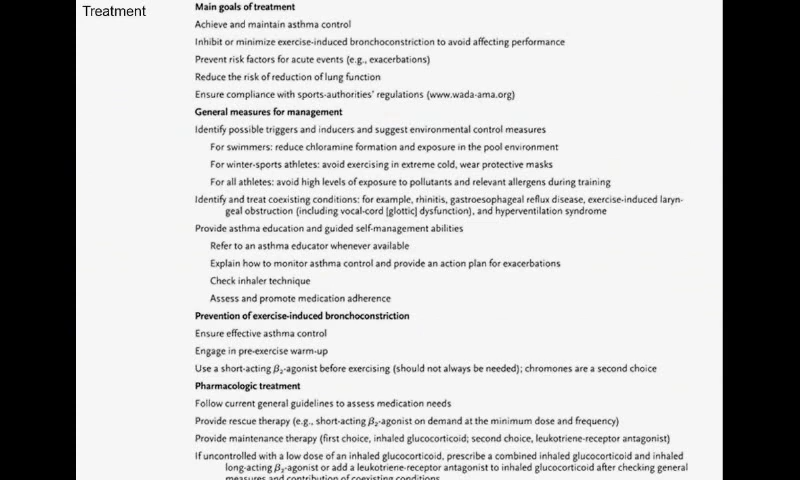 Treatment
Main goals of treatment
Achieve and maintain asthma control
Inhibit or minimize exercise-induced bronchoconstriction to avoid affecting performance
Prevent risk factors for acute events (e.g., exacerbations)
Reduce the risk of reduction of lung function
Ensure compliance with sports-authorities' regulations (www.wada-ama.org)
General measures for management
Identify possible triggers and inducers and suggest environmental control measures
For swimmers: reduce chloramine formation and exposure in the pool environment
For winter-sports athletes: avoid exercising in extreme cold, wear protective masks
For all athletes: avoid high levels of exposure to pollutants and relevant allergens during training
Identify and treat coexisting conditions: for example, rhinitis, gastroesophageal reflux disease, exercise-induced laryn-
geal obstruction (including vocal-cord [glottic] dysfunction), and hyperventilation syndrome
Provide asthma education and guided self-management abilities
Refer to an asthma educator whenever available
Explain how to monitor asthma control and provide an action plan for exacerbations
Check inhaler technique
Assess and promote medication adherence
Prevention of exercise-induced bronchoconstriction
Ensure effective asthma control
Engage in pre-exercise warm-up
Use a short-acting β₂-agonist before exercising (should not always be needed); chromones are a second choice
Pharmacologic treatment
Follow current general guidelines to assess medication needs
Provide rescue therapy (e.g., short-acting β₂-agonist on demand at the minimum dose and frequency)
Provide maintenance therapy (first choice, inhaled glucocorticoid; second choice, leukotriene-receptor antagonist)
If uncontrolled with a low dose of an inhaled glucocorticoid, prescribe a combined inhaled glucocorticoid and inhaled
long-acting β₂-agonist or add a leukotriene-receptor antagonist to inhaled glucocorticoid after checking general
measures and contribution of coexisting conditions